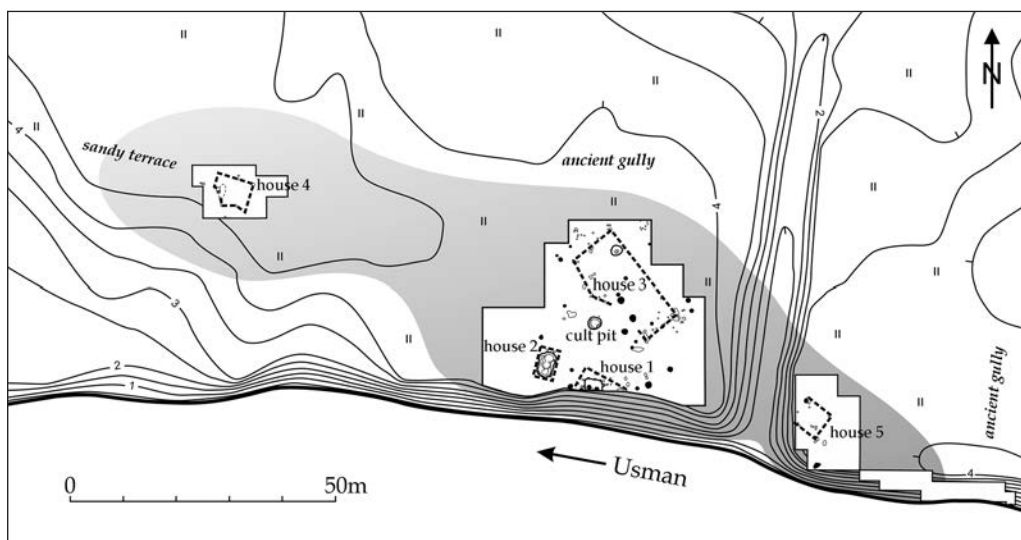 N
4
sandy terrace
house 4
ancient gully
2
4
house 3
cult pit
house 2
house 1
3
2
1
house 5
ancient gully
4
Usman
0
50m